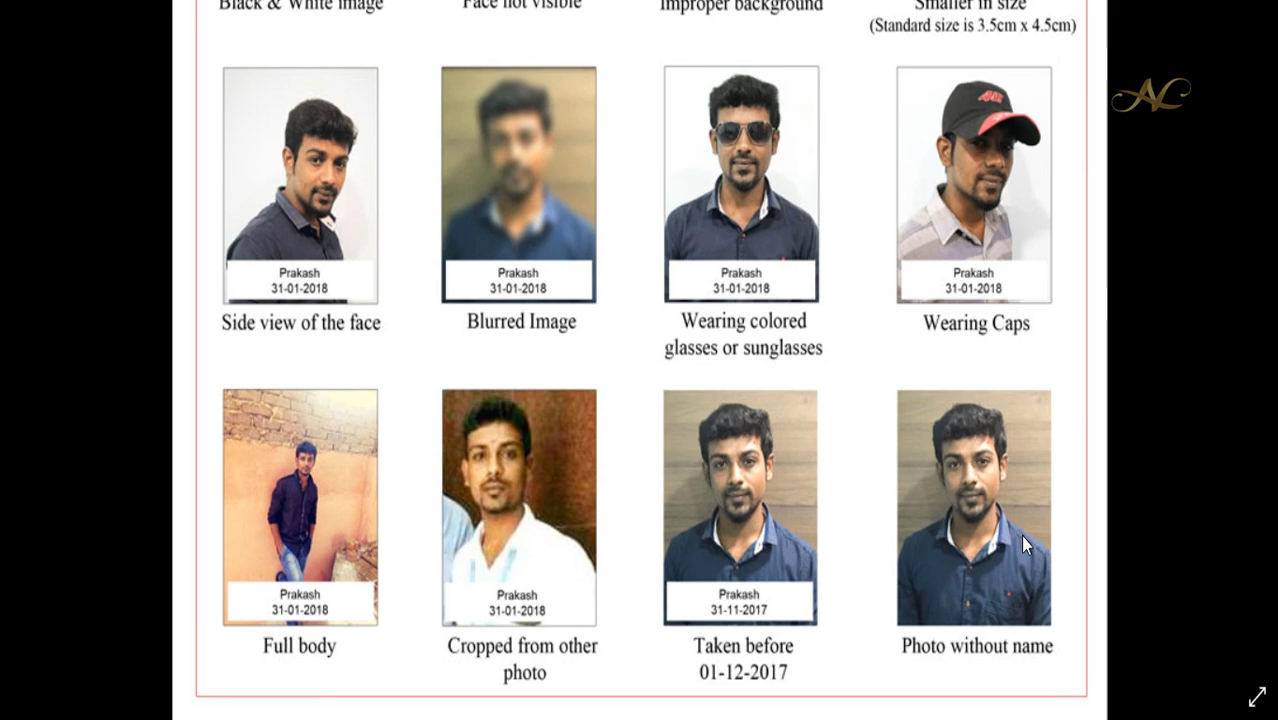 Black & White image
Face not visible
Improper background
Smaller in size
(Standard size is 3.5cm x 4.5cm)
Prakash
31-01-2018
Side view of the face
Prakash
31-01-2018
Blurred Image
Prakash
31-01-2018
Wearing colored
glasses or sunglasses
Prakash
31-01-2018
Wearing Caps
Prakash
31-01-2018
Full body
Prakash
31-01-2018
Cropped from other
photo
Prakash
31-11-2017
Taken before
01-12-2017
Photo without name